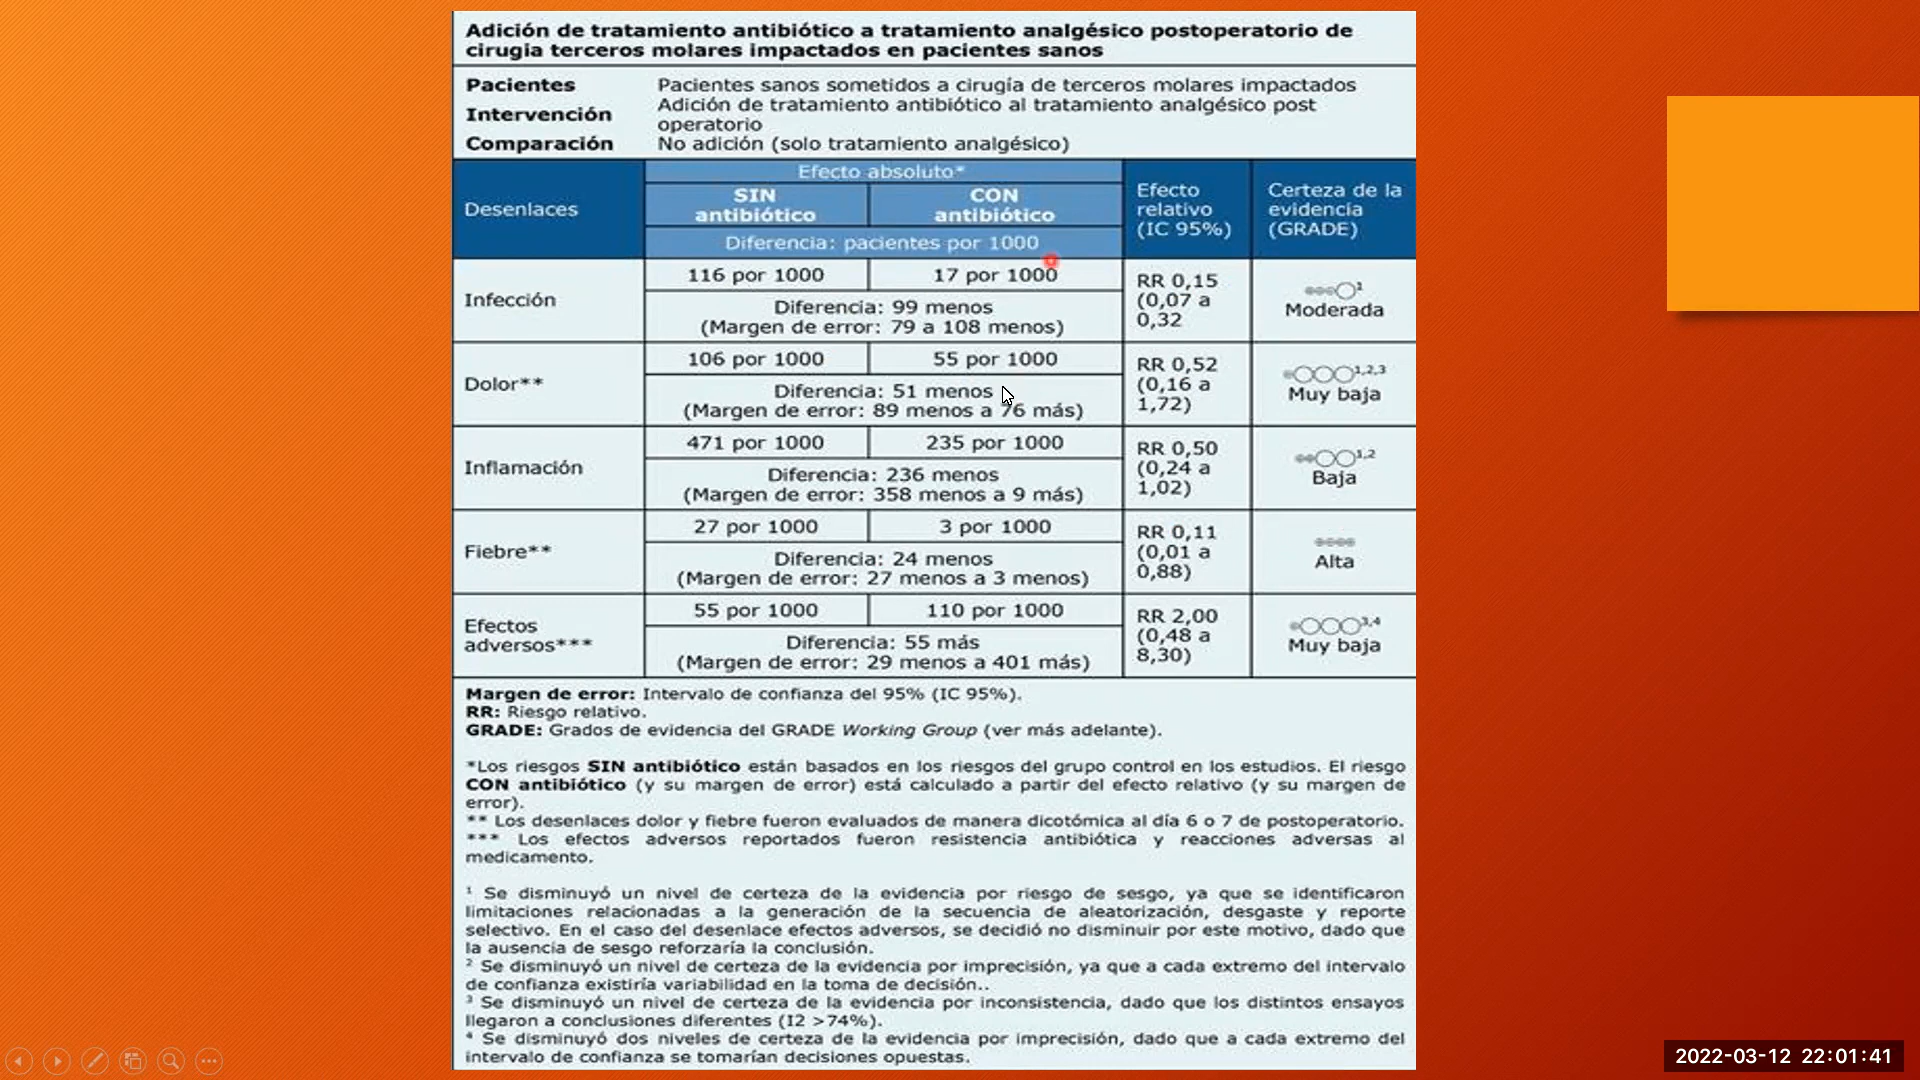 Adición de tratamiento antibiótico a tratamiento analgésico postoperatorio de
cirugia terceros molares impactados en pacientes sanos
Pacientes Pacientes sanos sometidos a cirugía de terceros molares impactados
Intervención Adición de tratamiento antibiótico al tratamiento analgésico post
operatorio
Comparación No adición (solo tratamiento analgésico)
Desenlaces
Efecto absoluto*
SIN
antibiótico
CON
antibiótico
Diferencia: pacientes por 1000
Efecto
relativo
(IC 95%)
Certeza de la
evidencia
(GRADE)
Infección
116 por 1000 17 por 1000
Diferencia: 99 menos
(Margen de error: 79 a 108 menos)
RR 0,15
(0,07 a
0,32
1
Moderada
Dolor**
106 por 1000 55 por 1000
Diferencia: 51 menos
(Margen de error: 89 menos a 76 más)
RR 0,52
(0,16 a
1,72)
1,2,3
Muy baja
Inflamación
471 por 1000 235 por 1000
Diferencia: 236 menos
(Margen de error: 358 menos a 9 más)
RR 0,50
(0,24 a
1,02)
1,2
Baja
Fiebre**
27 por 1000 3 por 1000
Diferencia: 24 menos
(Margen de error: 27 menos a 3 menos)
RR 0,11
(0,01 a
0,88)
Alta
Efectos
adversos***
55 por 1000 110 por 1000
Diferencia: 55 más
(Margen de error: 29 menos a 401 más)
RR 2,00
(0,48 a
8,30)
3,4
Muy baja
Margen de error: Intervalo de confianza del 95% (IC 95%).
RR: Riesgo relativo.
GRADE: Grados de evidencia del GRADE Working Group (ver más adelante).
*Los riesgos SIN antibiótico están basados en los riesgos del grupo control en los estudios. El riesgo
CON antibiótico (y su margen de error) está calculado a partir del efecto relativo (y su margen de
error).
** Los desenlaces dolor y fiebre fueron evaluados de manera dicotómica al día 6 o 7 de postoperatorio.
*** Los efectos adversos reportados fueron resistencia antibiótica y reacciones adversas al
medicamento.
¹ Se disminuyó un nivel de certeza de la evidencia por riesgo de sesgo, ya que se identificaron
limitaciones relacionadas a la generación de la secuencia de aleatorización, desgaste y reporte
selectivo. En el caso del desenlace efectos adversos, se decidió no disminuir por este motivo, dado que
la ausencia de sesgo reforzaría la conclusión.
² Se disminuyó un nivel de certeza de la evidencia por imprecisión, ya que a cada extremo del intervalo
de confianza existiría variabilidad en la toma de decisión..
³ Se disminuyó un nivel de certeza de la evidencia por inconsistencia, dado que los distintos ensayos
llegaron a conclusiones diferentes (I2 >74%).
⁴ Se disminuyó dos niveles de certeza de la evidencia por imprecisión, dado que a cada extremo del
intervalo de confianza se tomarían decisiones opuestas.
2022-03-12 22:01:41